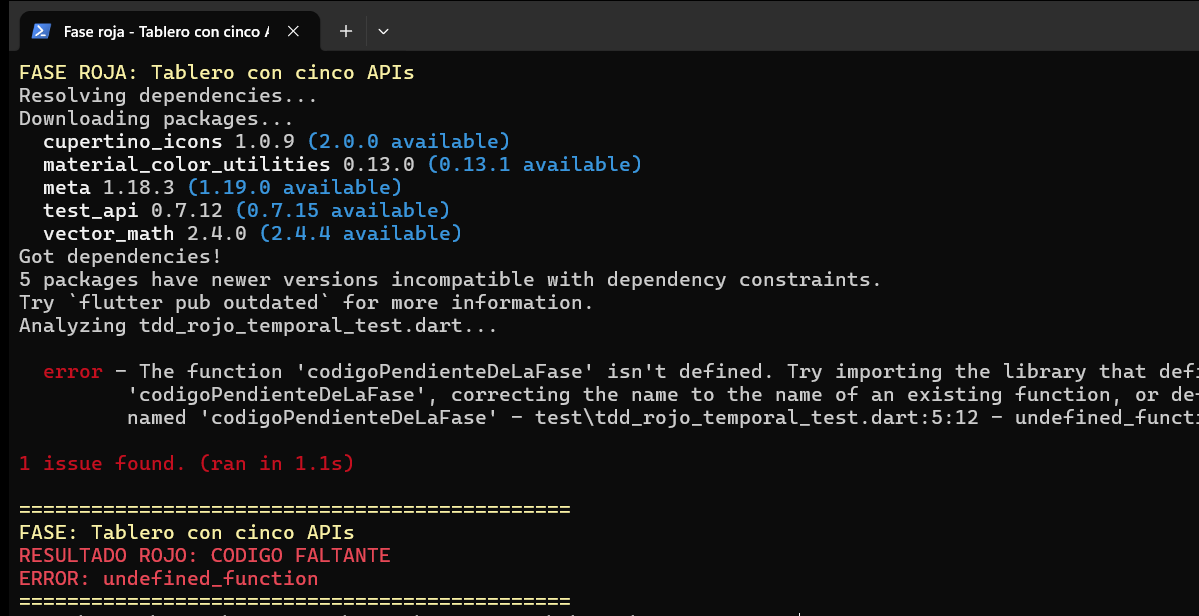 Fase roja - Tablero con cinco A
FASE ROJA: Tablero con cinco APIs
Resolving dependencies...
Downloading packages...
cupertino_icons 1.0.9 (2.0.0 available)
material_color_utilities 0.13.0 (0.13.1 available)
meta 1.18.3 (1.19.0 available)
test_api 0.7.12 (0.7.15 available)
vector_math 2.4.0 (2.4.4 available)
Got dependencies!
5 packages have newer versions incompatible with dependency constraints.
Try `flutter pub outdated` for more information.
Analyzing tdd_rojo_temporal_test.dart...
error - The function 'codigoPendienteDeLaFase' isn't defined. Try importing the library that defi
'codigoPendienteDeLaFase', correcting the name to the name of an existing function, or de
named 'codigoPendienteDeLaFase' - test\tdd_rojo_temporal_test.dart:5:12 - undefined_functi
1 issue found. (ran in 1.1s)
==============================================
FASE: Tablero con cinco APIs
RESULTADO ROJO: CODIGO FALTANTE
ERROR: undefined_function
==============================================